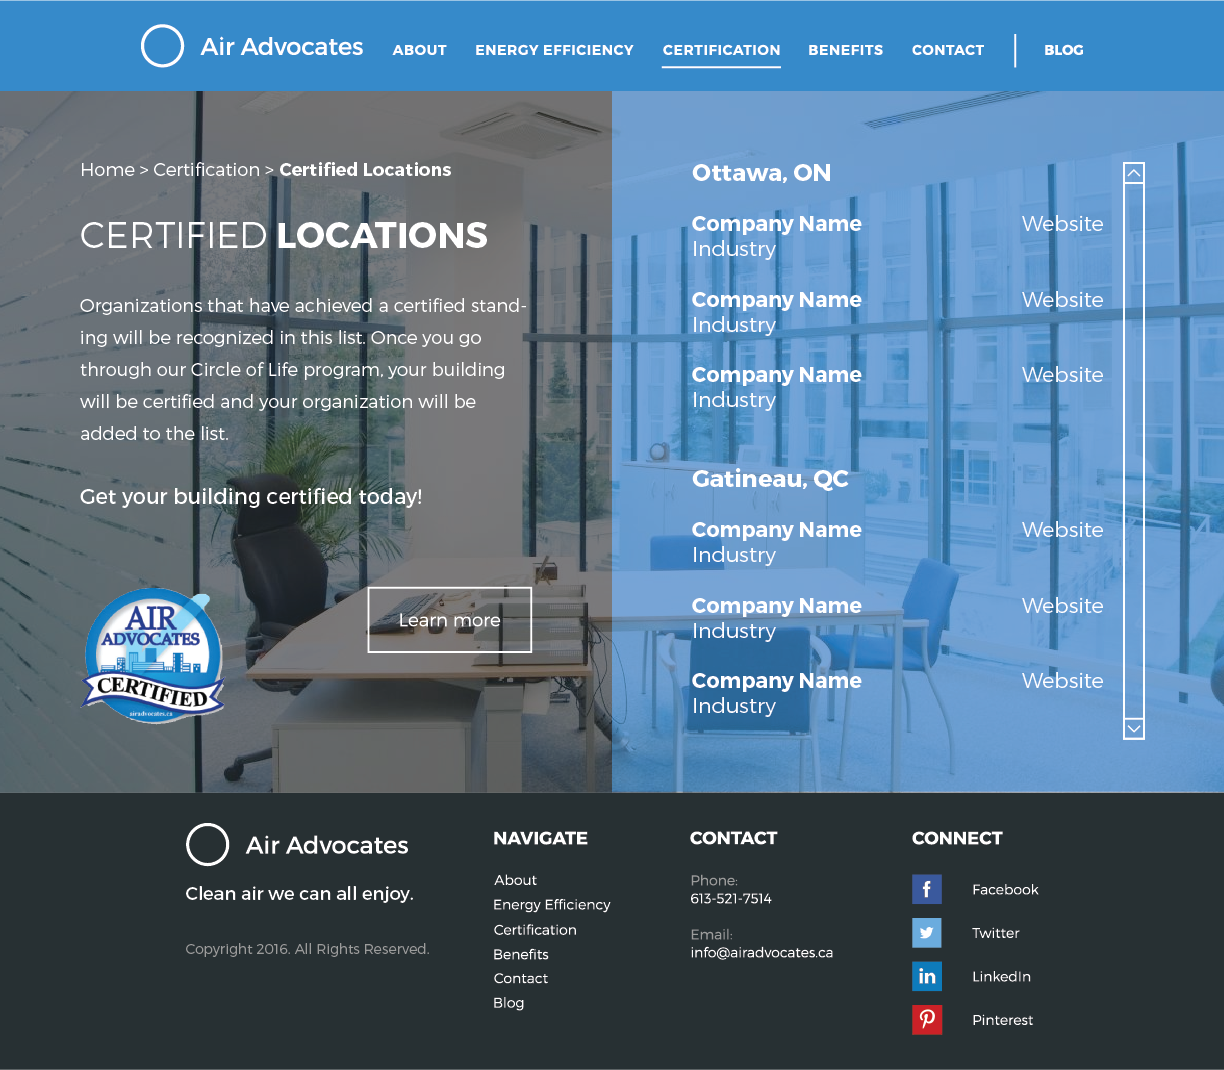 Air Advocates
ABOUT
ENERGY EFFICIENCY
CERTIFICATION
BENEFITS
CONTACT
BLOG
Home > Certification > Certified Locations
CERTIFIED LOCATIONS
Organizations that have achieved a certified stand-
ing will be recognized in this list. Once you go
through our Circle of Life program, your building
will be certified and your organization will be
added to the list.
Get your building certified today!
AIR
ADVOCATES
CERTIFIED
airadvocates.ca
Learn more
Ottawa, ON
Company Name Website
Industry
Company Name Website
Industry
Company Name Website
Industry
Gatineau, QC
Company Name Website
Industry
Company Name Website
Industry
Company Name Website
Industry
Air Advocates
Clean air we can all enjoy.
Copyright 2016. All Rights Reserved.
NAVIGATE
About
Energy Efficiency
Certification
Benefits
Contact
Blog
CONTACT
Phone:
613-521-7514
Email:
info@airadvocates.ca
CONNECT
Facebook
Twitter
LinkedIn
Pinterest